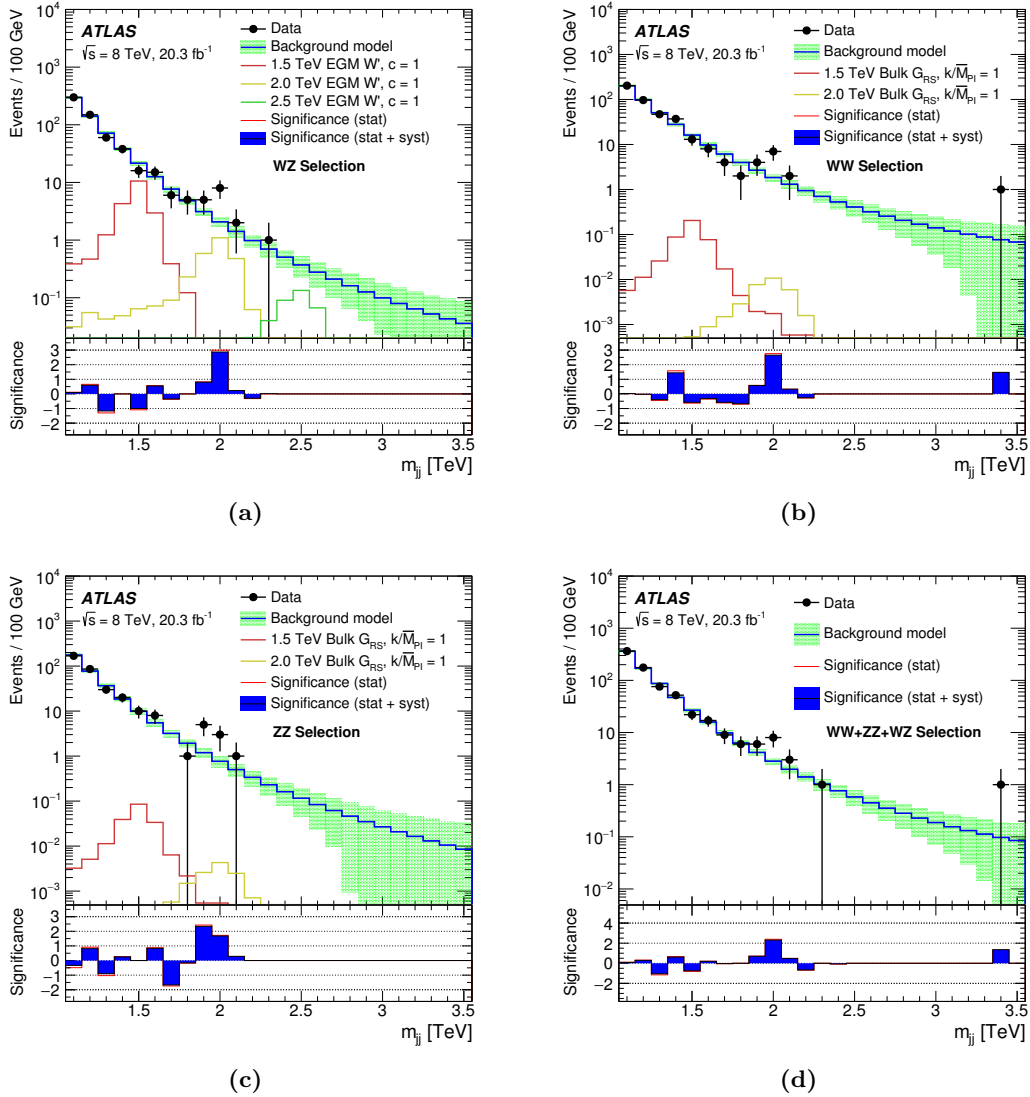 ATLAS
√s = 8 TeV, 20.3 fb⁻¹
Data
Background model
1.5 TeV EGM W', c = 1
2.0 TeV EGM W', c = 1
2.5 TeV EGM W', c = 1
Significance (stat)
Significance (stat + syst)
WZ Selection
Events / 100 GeV
10⁴
10³
10²
10
1
10⁻¹
Significance
3
2
1
0
−1
−2
1.5 2 2.5 3 3.5
m_jj [TeV]
(a)
ATLAS
√s = 8 TeV, 20.3 fb⁻¹
Data
Background model
1.5 TeV Bulk G_RS, k/M̅_Pl = 1
2.0 TeV Bulk G_RS, k/M̅_Pl = 1
Significance (stat)
Significance (stat + syst)
WW Selection
Events / 100 GeV
10⁴
10³
10²
10
1
10⁻¹
10⁻²
10⁻³
Significance
3
2
1
0
−1
−2
1.5 2 2.5 3 3.5
m_jj [TeV]
(b)
ATLAS
√s = 8 TeV, 20.3 fb⁻¹
Data
Background model
1.5 TeV Bulk G_RS, k/M̅_Pl = 1
2.0 TeV Bulk G_RS, k/M̅_Pl = 1
Significance (stat)
Significance (stat + syst)
ZZ Selection
Events / 100 GeV
10⁴
10³
10²
10
1
10⁻¹
10⁻²
10⁻³
Significance
3
2
1
0
−1
−2
1.5 2 2.5 3 3.5
m_jj [TeV]
(c)
ATLAS
√s = 8 TeV, 20.3 fb⁻¹
Data
Background model
Significance (stat)
Significance (stat + syst)
WW+ZZ+WZ Selection
Events / 100 GeV
10⁴
10³
10²
10
1
10⁻¹
10⁻²
Significance
4
2
0
−2
1.5 2 2.5 3 3.5
m_jj [TeV]
(d)